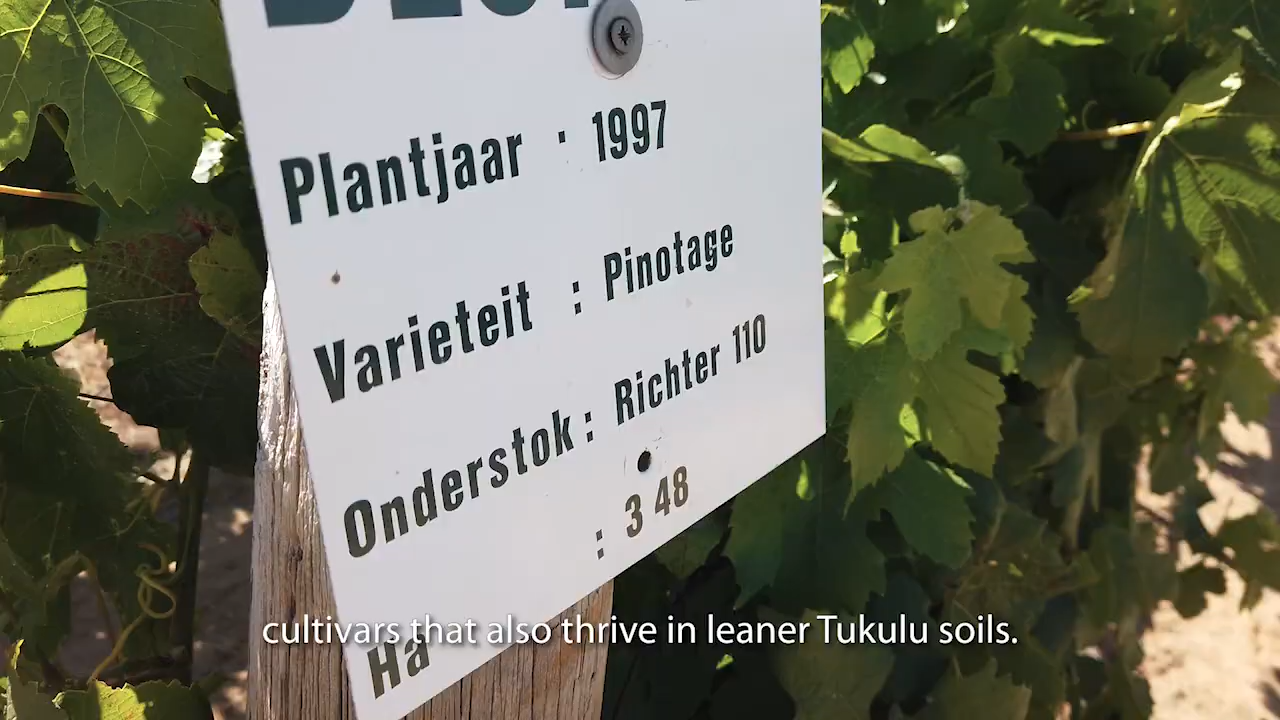 Plantjaar : 1997
Varieteit : Pinotage
Onderstok : Richter 110
Ha : 3 48
cultivars that also thrive in leaner Tukulu soils.